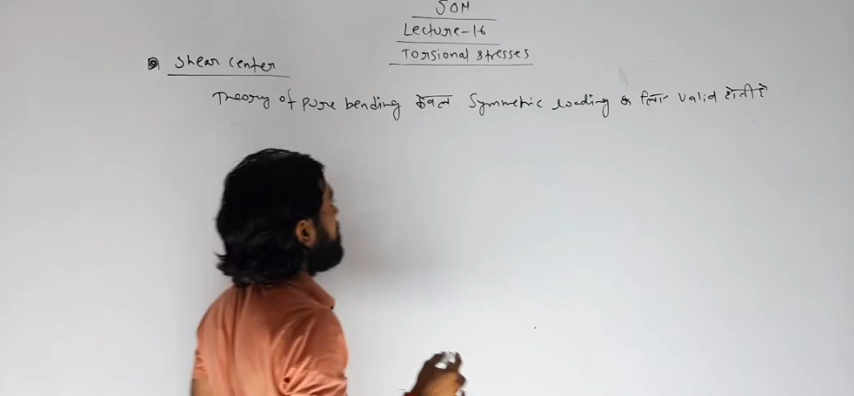 SOM
Lecture-16
Torsional stresses
Shear center
Theory of pure bending केवल symmetric loading के लिए valid होती है